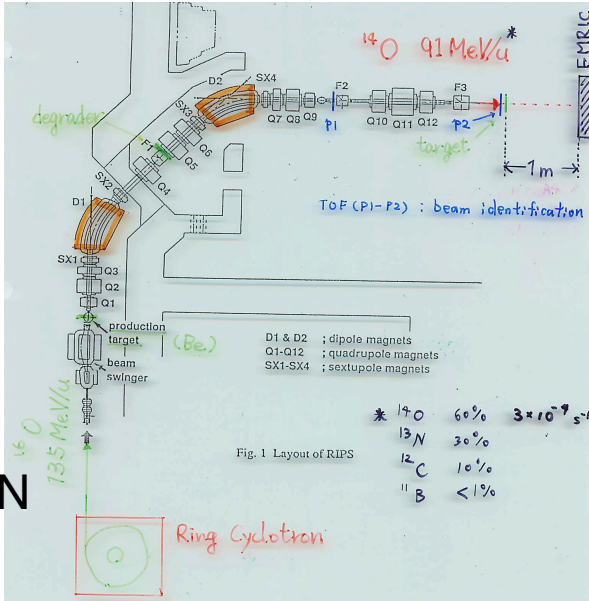 ¹⁴O 91 MeV/u *
EMRIC
D2
SX4
SX3
degrader
F1
Q6
Q5
Q4
SX2
D1
Q7 Q8 Q9
P1
F2
Q10
Q11
Q12
F3
P2
target
1m
TOF (P1-P2) : beam identification
SX1
Q3
Q2
Q1
production
target
(Be)
beam
swinger
D1 & D2 ; dipole magnets
Q1-Q12 ; quadrupole magnets
SX1-SX4 ; sextupole magnets
* ¹⁴O 60% 3*10⁻⁴ s⁻¹
¹³N 30%
¹²C 10%
¹¹B <1%
Fig. 1 Layout of RIPS
¹⁶O
135 MeV/u
N
Ring Cyclotron